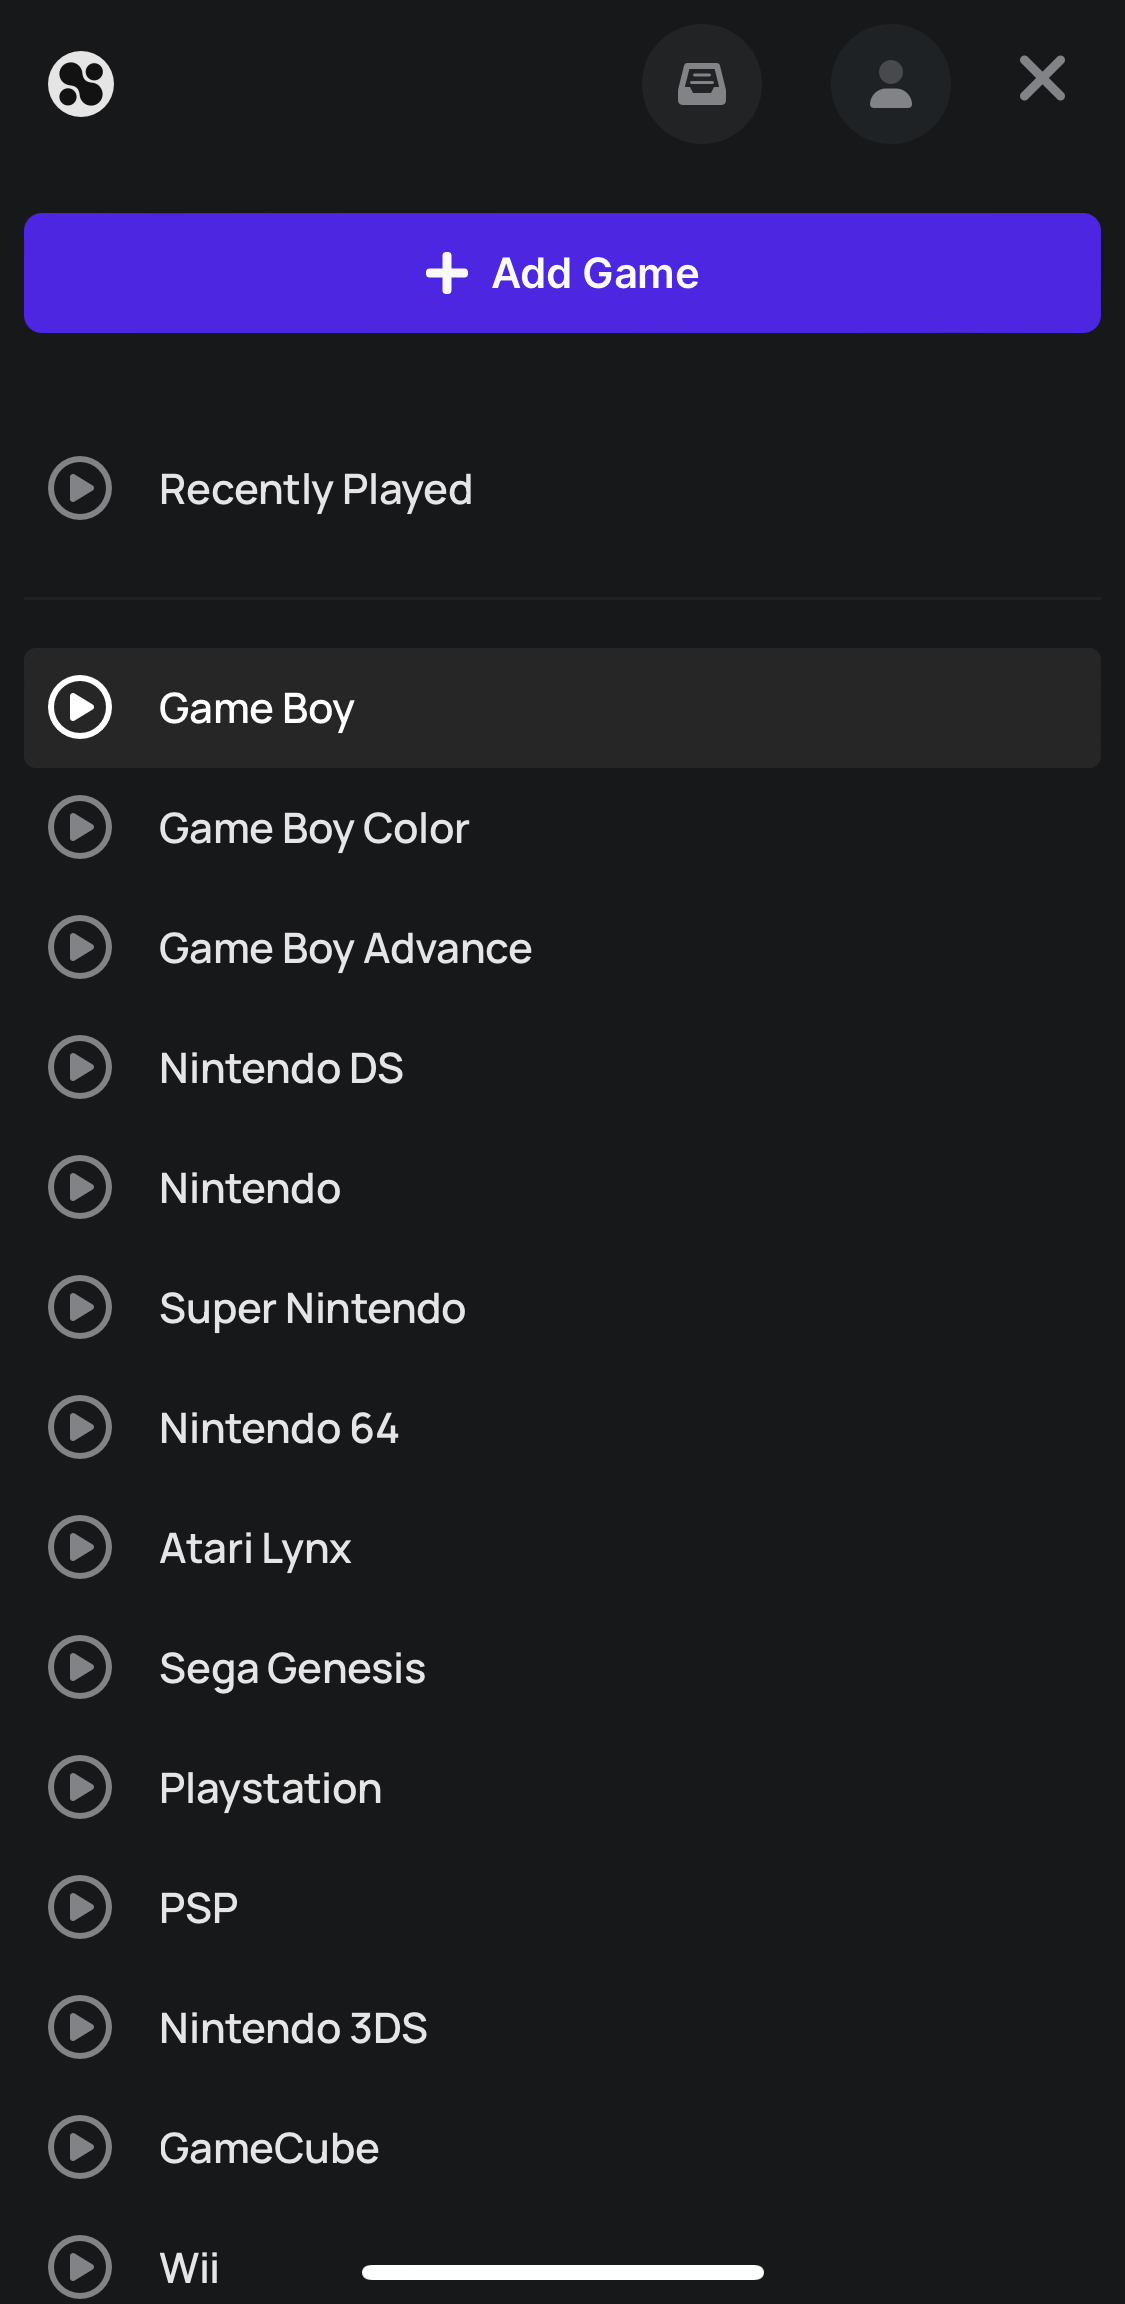 Add Game
Recently Played
Game Boy
Game Boy Color
Game Boy Advance
Nintendo DS
Nintendo
Super Nintendo
Nintendo 64
Atari Lynx
Sega Genesis
Playstation
PSP
Nintendo 3DS
GameCube
Wii